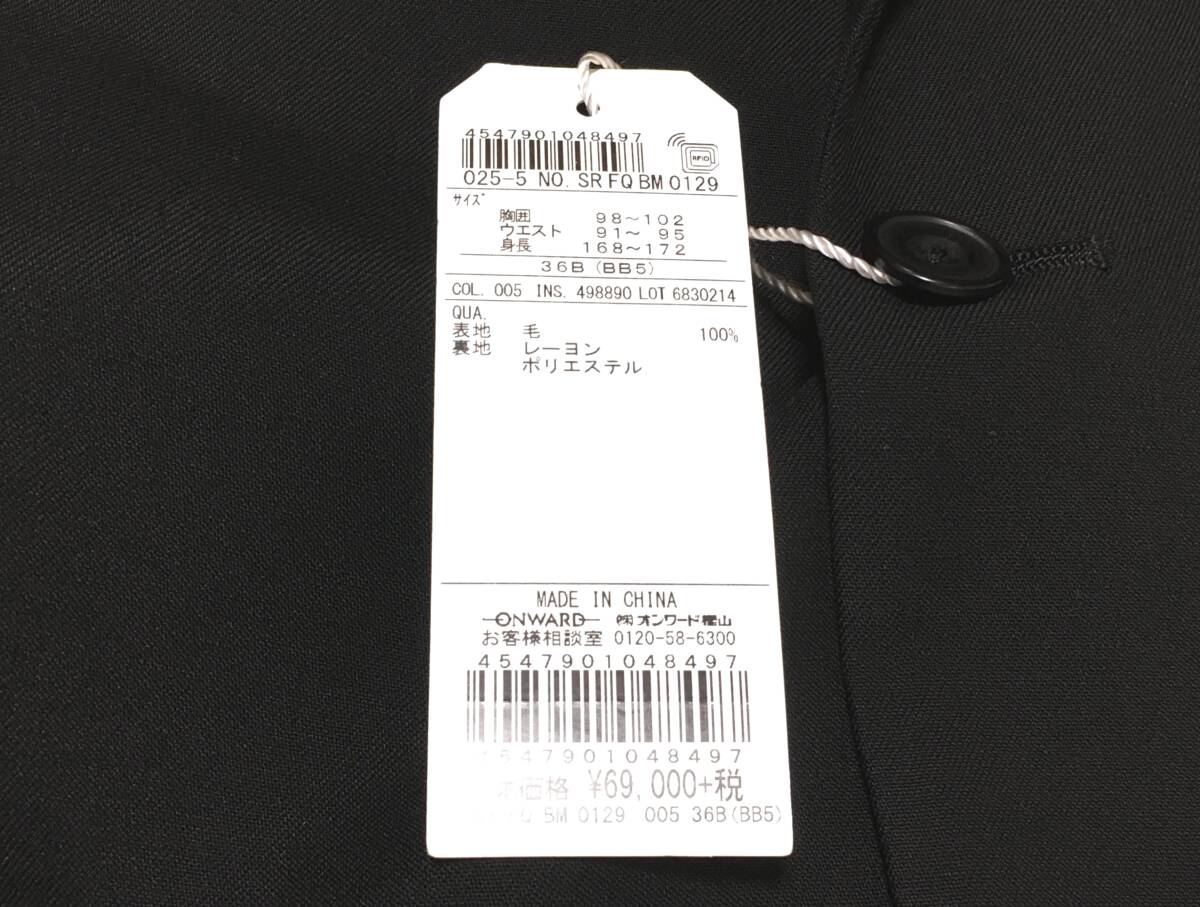 4547901048497
RFID
025-5 NO. SRFQBM0129
サイズ
胸囲 98〜102
ウエスト 91〜 95
身長 168〜172
36B (BB5)
COL. 005 INS. 498890 LOT 6830214
QUA.
表地 毛 100%
裏地 レーヨン
ポリエステル
MADE IN CHINA
ONWARD ㈱オンワード樫山
お客様相談室 0120-58-6300
4547901048497
4547901048497
価格 ¥69,000+税
FQ BM 0129 005 36B(BB5)